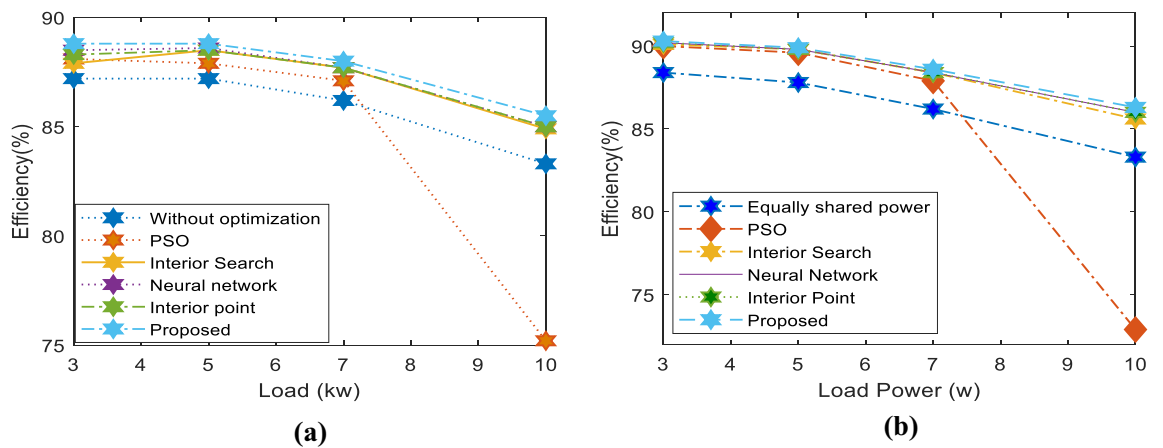 90
85
80
75
Efficiency(%)
Without optimization
PSO
Interior Search
Neural network
Interior point
Proposed
3 4 5 6 7 8 9 10
Load (kw)
(a)
90
85
80
75
Efficiency(%)
Equally shared power
PSO
Interior Search
Neural Network
Interior Point
Proposed
3 4 5 6 7 8 9 10
Load Power (w)
(b)